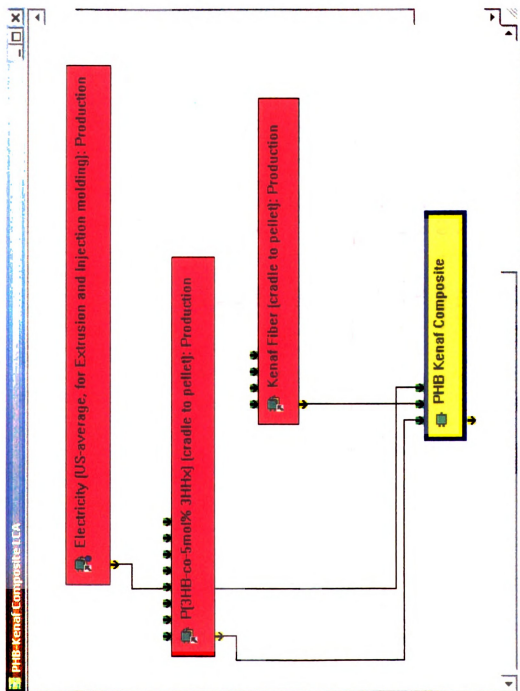 PHB-Kenaf Composite LCA
Electricity (US-average, for Extrusion and Injection molding): Production
P(3HB-co-5mol% 3HHx) (cradle to pellet): Production
Kenaf Fiber (cradle to pellet): Production
PHB Kenaf Composite